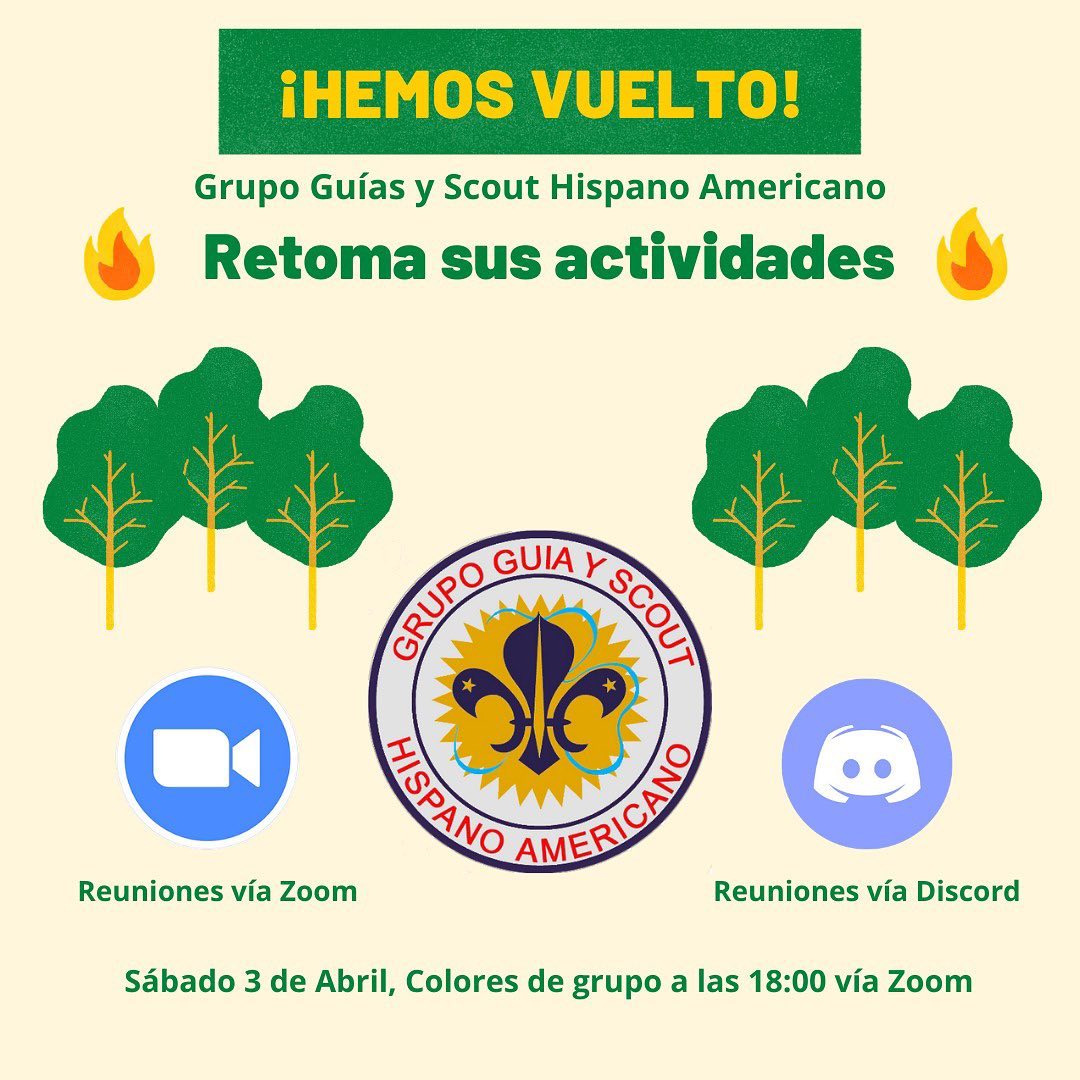 ¡HEMOS VUELTO!
Grupo Guías y Scout Hispano Americano
Retoma sus actividades
GRUPO GUIA Y SCOUT
HISPANO AMERICANO
Reuniones vía Zoom
Reuniones vía Discord
Sábado 3 de Abril, Colores de grupo a las 18:00 vía Zoom